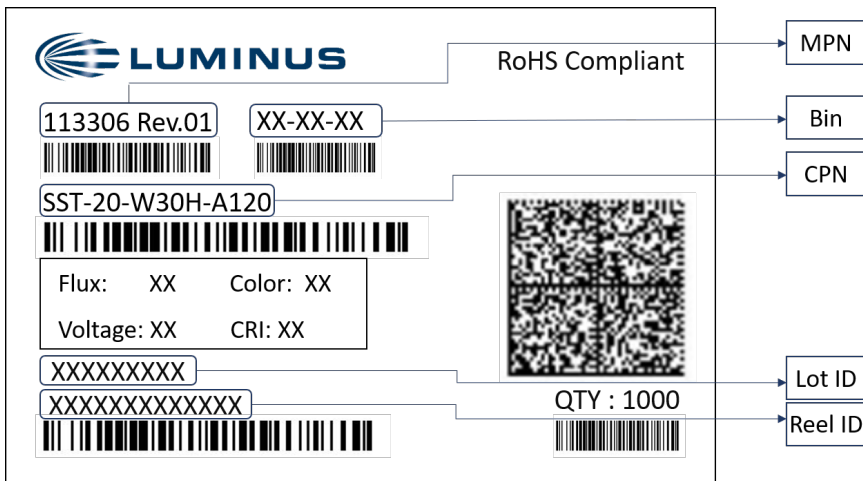 LUMINUS
RoHS Compliant
MPN
113306 Rev.01
XX-XX-XX
Bin
SST-20-W30H-A120
CPN
Flux: XX Color: XX
Voltage: XX CRI: XX
XXXXXXXXX
Lot ID
XXXXXXXXXXXXX
QTY : 1000
Reel ID